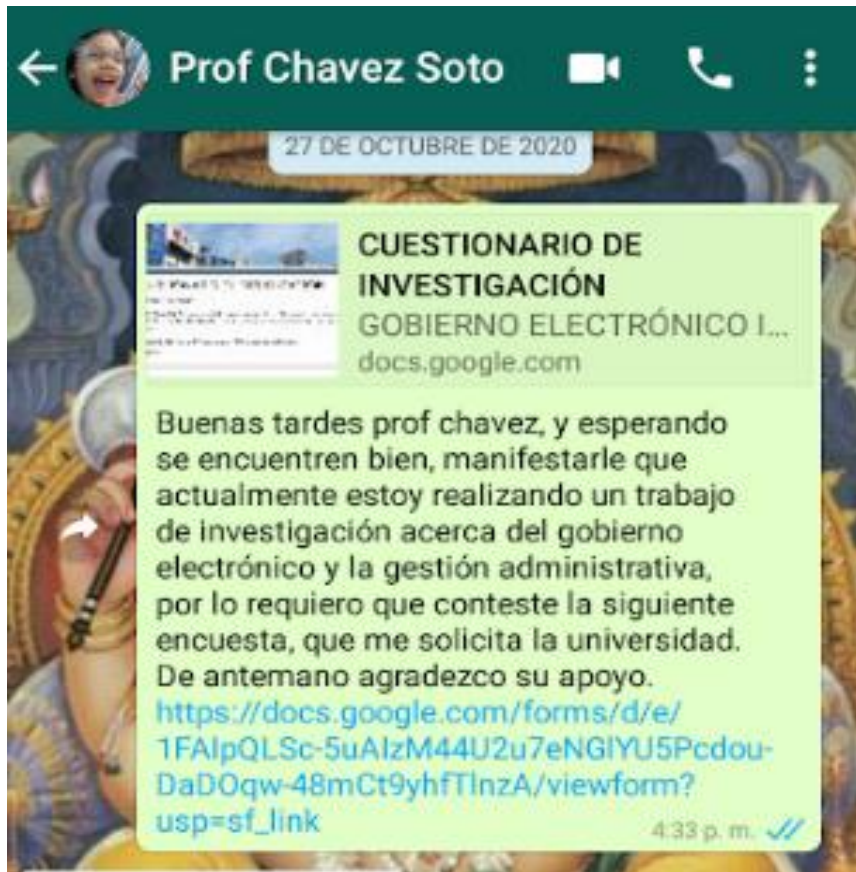 Prof Chavez Soto
27 DE OCTUBRE DE 2020
CUESTIONARIO DE
INVESTIGACIÓN
GOBIERNO ELECTRÓNICO I...
docs.google.com
Buenas tardes prof chavez, y esperando
se encuentren bien, manifestarle que
actualmente estoy realizando un trabajo
de investigación acerca del gobierno
electrónico y la gestión administrativa,
por lo requiero que conteste la siguiente
encuesta, que me solicita la universidad.
De antemano agradezco su apoyo.
https://docs.google.com/forms/d/e/
1FAIpQLSc-5uAIzM44U2u7eNGIYU5Pcdou-
DaDOqw-48mCt9yhfTInzA/viewform?
usp=sf_link
4:33 p. m.